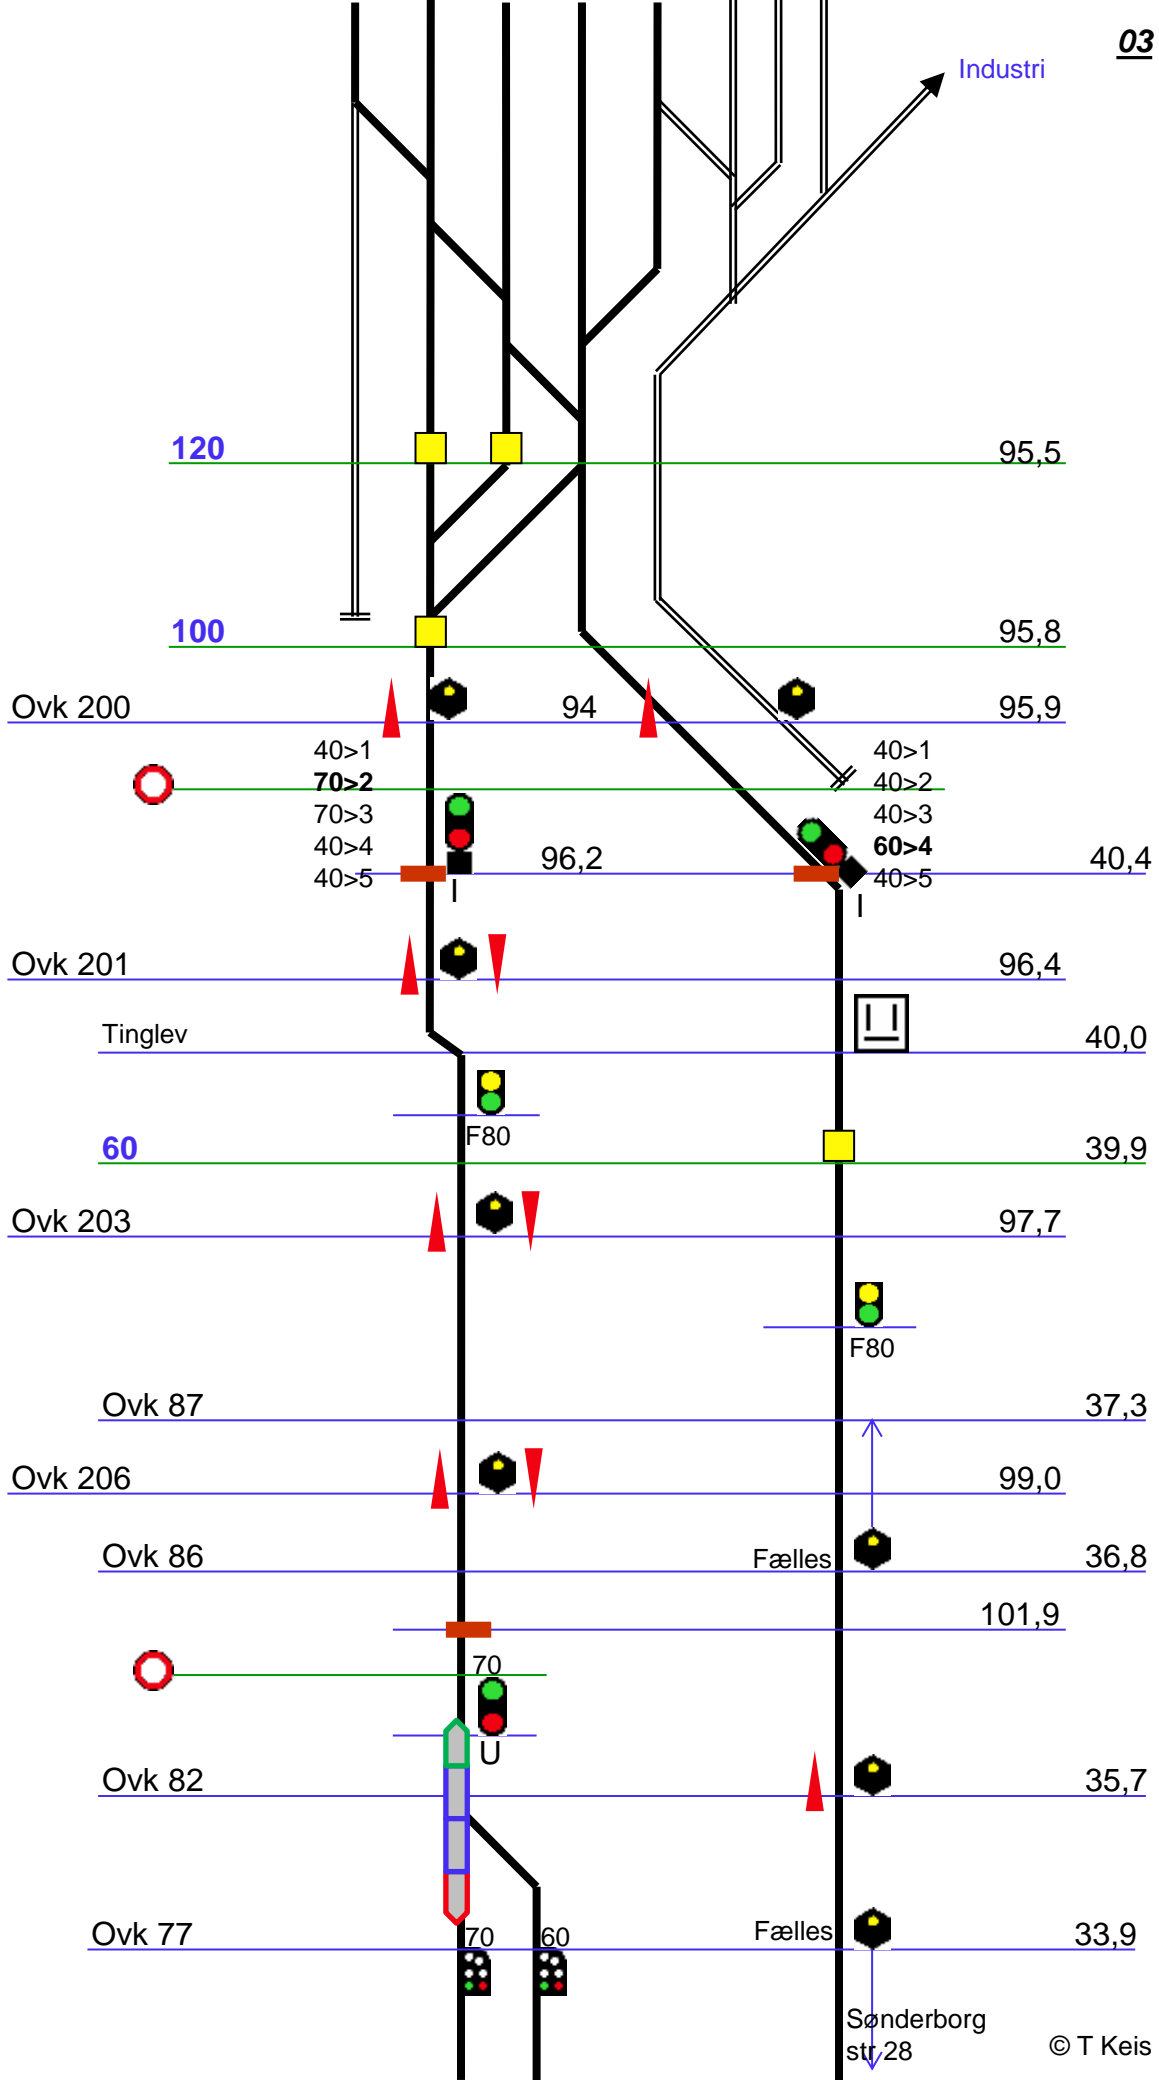 03
Industri
120 95,5
100 95,8
Ovk 200 94 95,9
40>1 40>1
70>2 40>2
70>3 40>3
40>4 60>4
40>5 40>5
96,2 40,4
I I
Ovk 201 96,4
Tinglev 40,0
F80
60 39,9
Ovk 203 97,7
F80
Ovk 87 37,3
Ovk 206 99,0
Ovk 86 Fælles 36,8
101,9
70
U
Ovk 82 35,7
Ovk 77 70 60 Fælles 33,9
Sønderborg
str 28
© T Keis